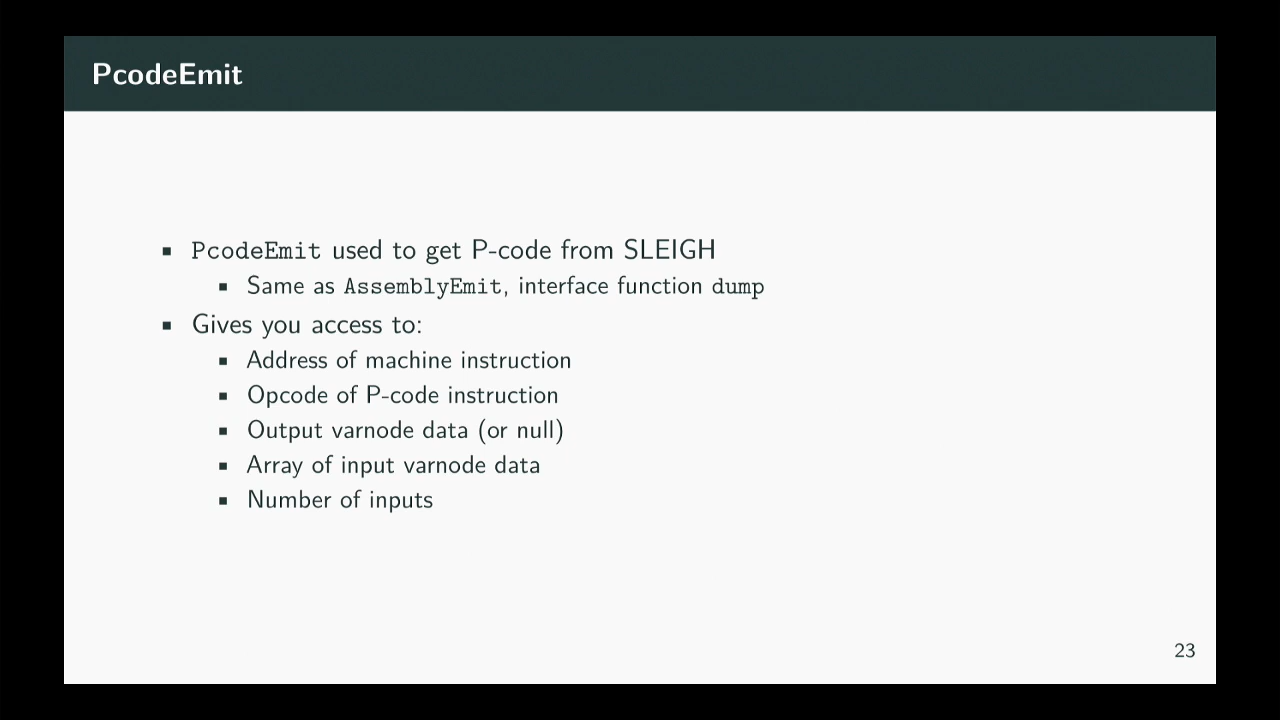 PcodeEmit
PcodeEmit used to get P-code from SLEIGH
Same as AssemblyEmit, interface function dump
Gives you access to:
Address of machine instruction
Opcode of P-code instruction
Output varnode data (or null)
Array of input varnode data
Number of inputs
23